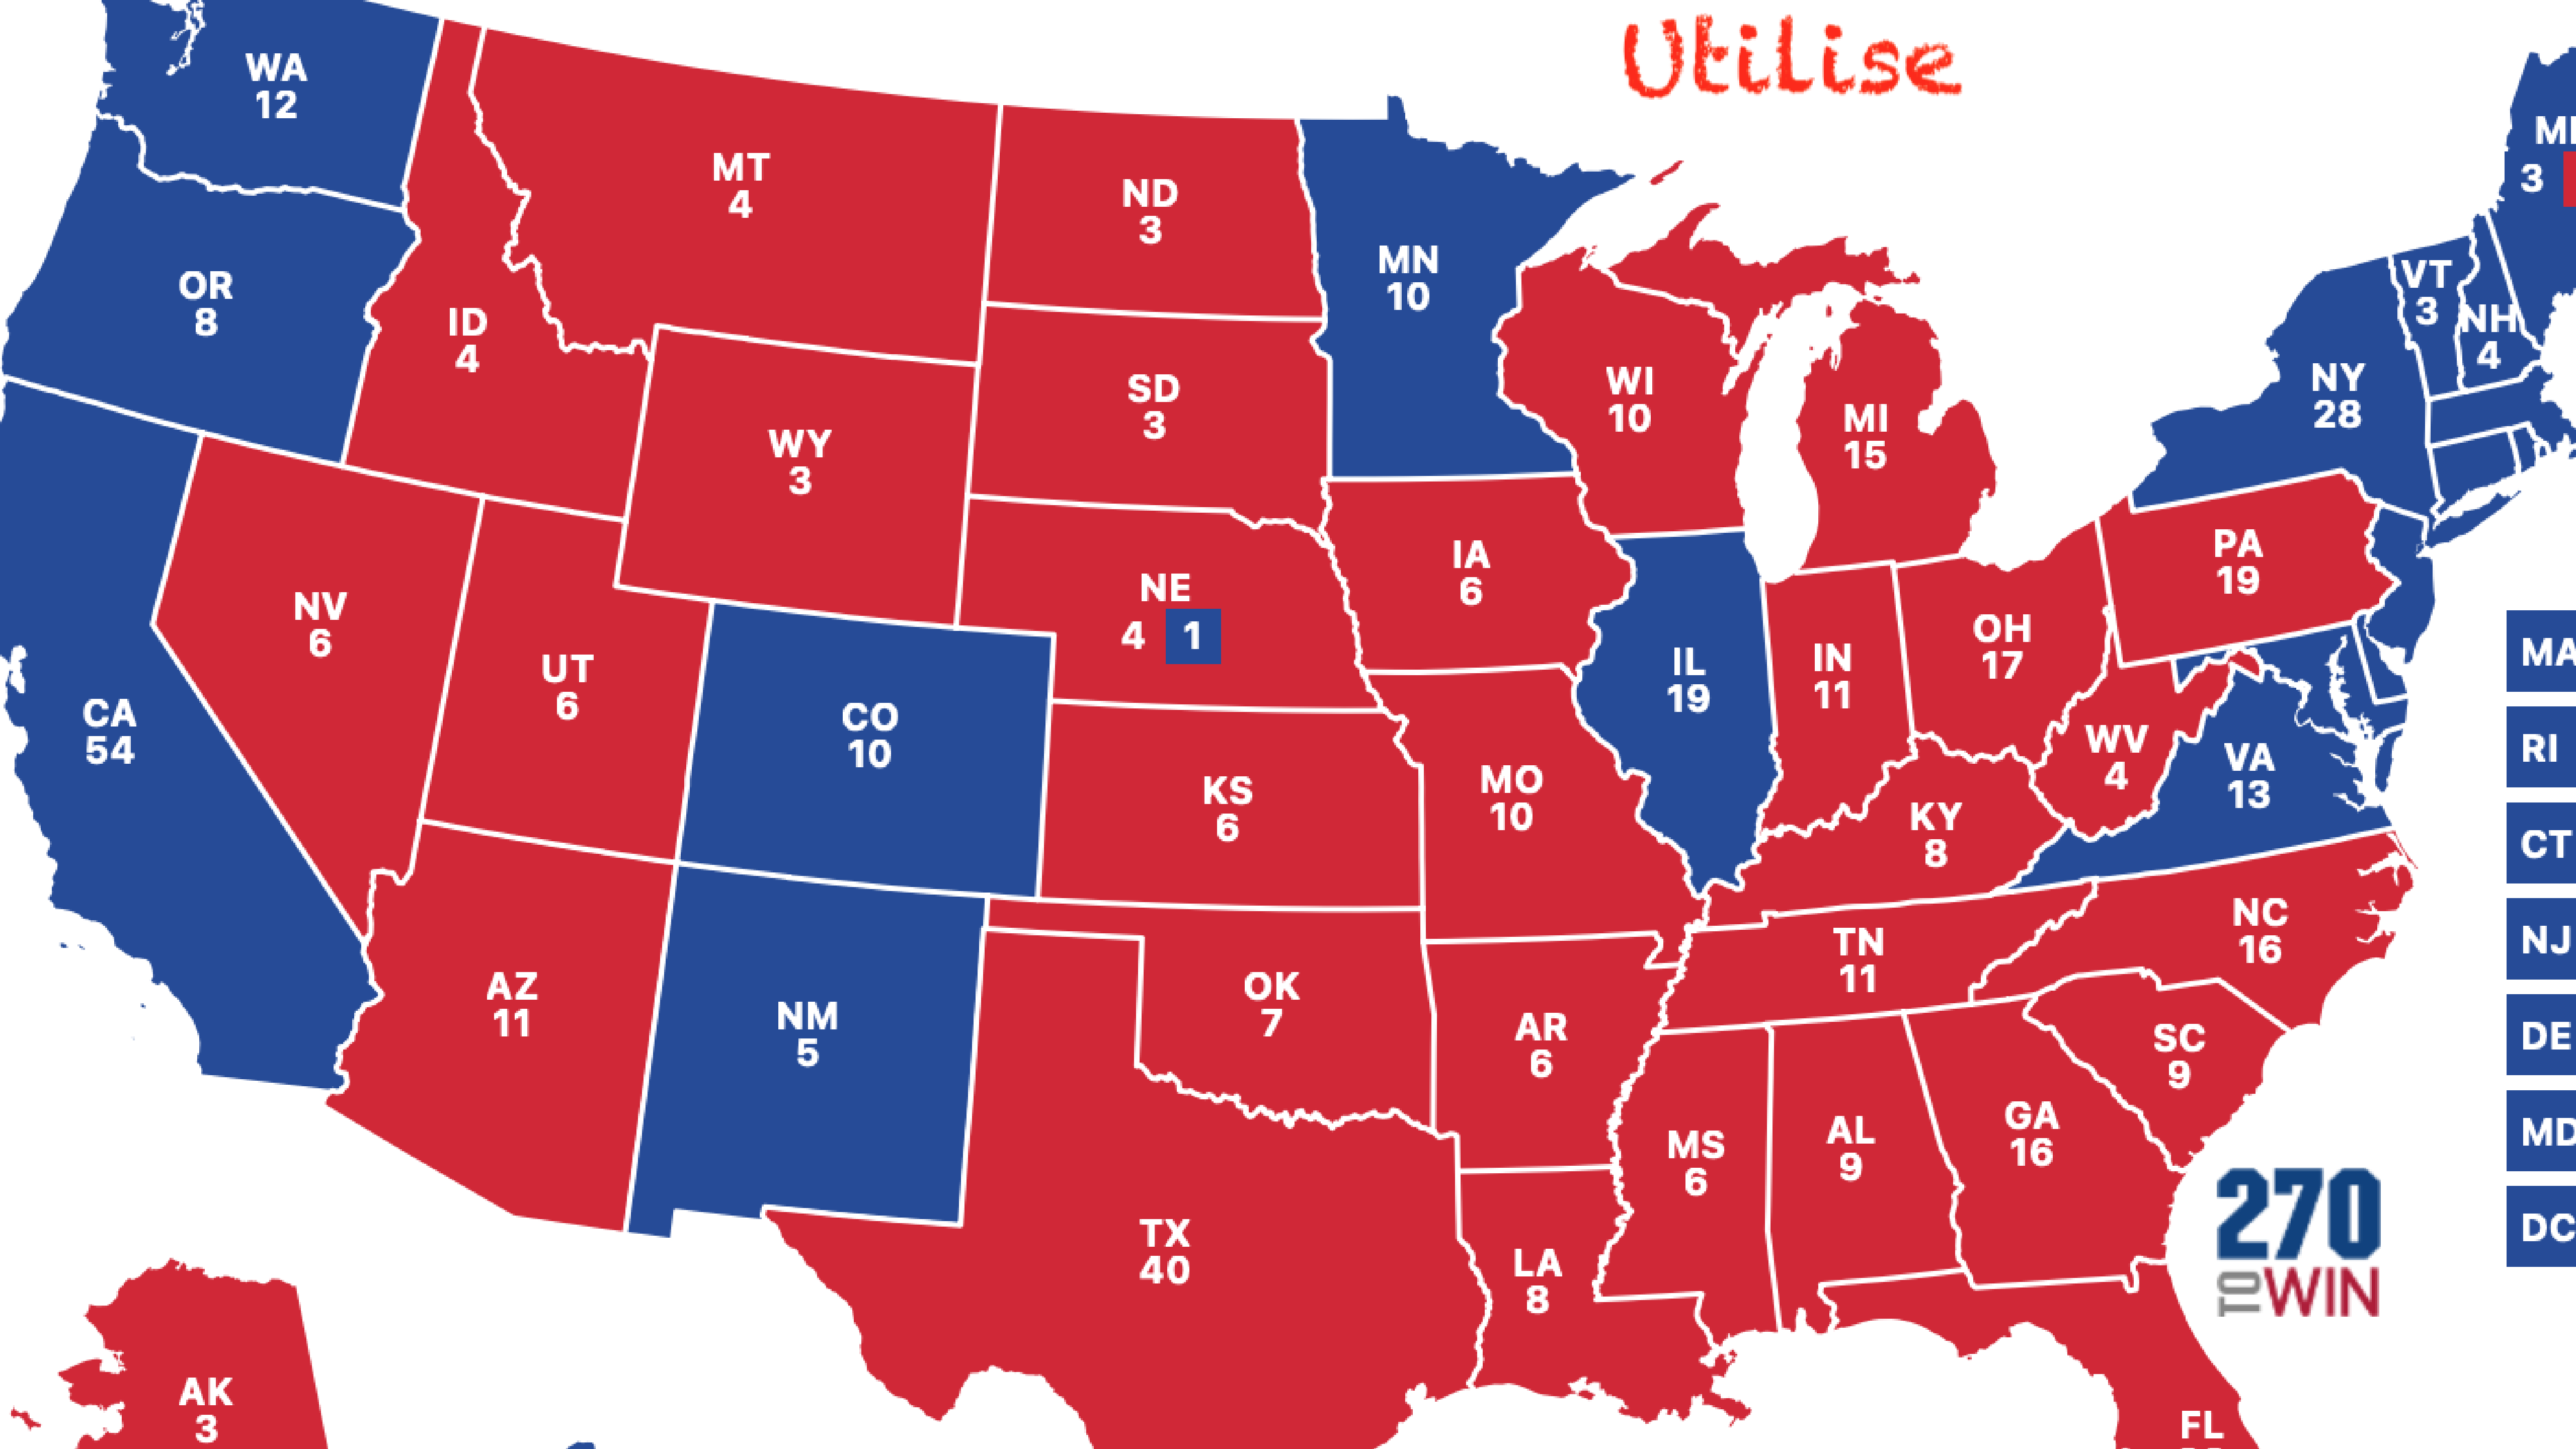 Utilise
WA
12
MT
4
ND
3
MN
10
OR
8
ID
4
WY
3
SD
3
WI
10
MI
15
NY
28
VT
3
NH
4
3
NV
6
UT
6
CO
10
NE
4 1
IA
6
IL
19
IN
11
OH
17
PA
19
CA
54
KS
6
MO
10
KY
8
WV
4
VA
13
MA
RI
CT
NJ
DE
MD
DC
AZ
11
NM
5
OK
7
AR
6
TN
11
NC
16
SC
9
TX
40
LA
8
MS
6
AL
9
GA
16
AK
3
FL
270
TO WIN